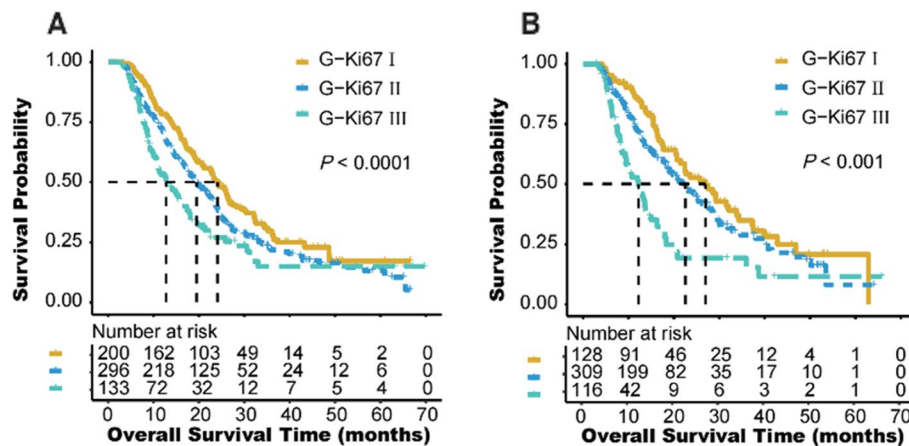 A
Survival Probability
1.00
0.75
0.50
0.25
0.00
G-Ki67 I
G-Ki67 II
G-Ki67 III
P < 0.0001
Number at risk
200 162 103 49 14 5 2 0
296 218 125 52 24 12 6 0
133 72 32 12 7 5 4 0
0 10 20 30 40 50 60 70
Overall Survival Time (months)
B
Survival Probability
1.00
0.75
0.50
0.25
0.00
G-Ki67 I
G-Ki67 II
G-Ki67 III
P < 0.001
Number at risk
128 91 46 25 12 4 1 0
309 199 82 35 17 10 1 0
116 42 9 6 3 2 1 0
0 10 20 30 40 50 60 70
Overall Survival Time (months)